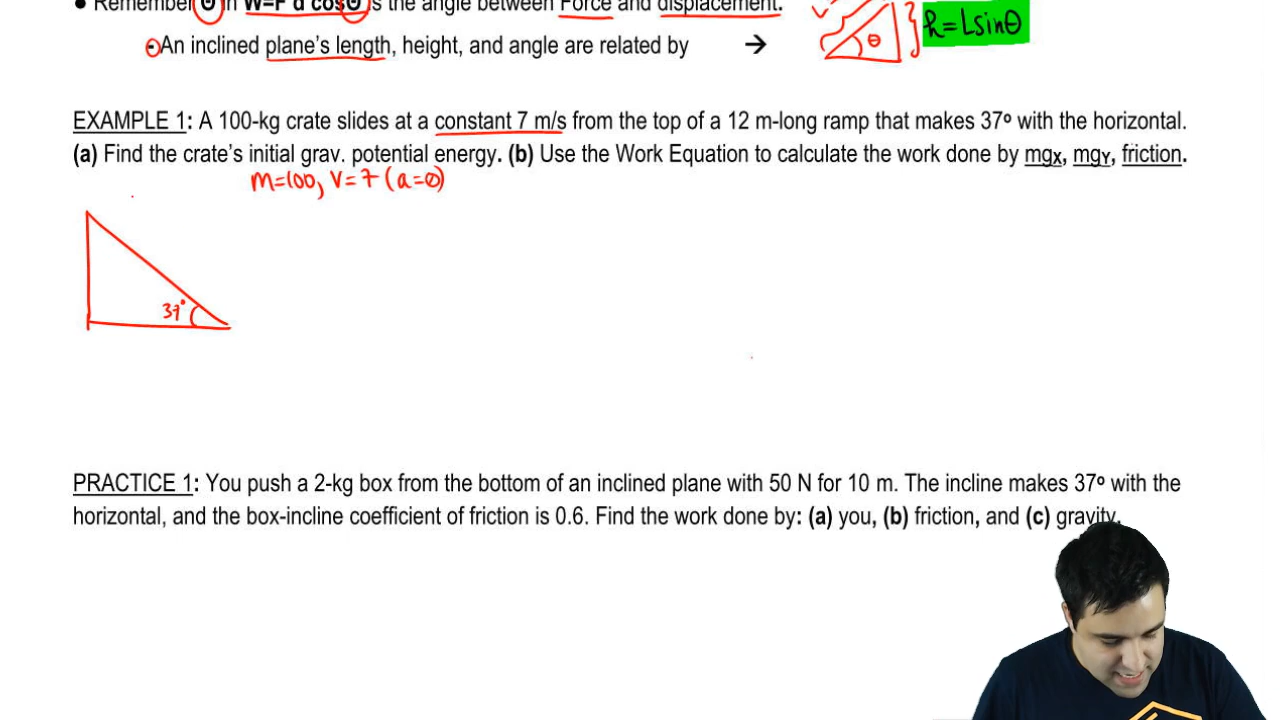 ● Remember Θ in W=F d cosΘ is the angle between Force and displacement.
-An inclined plane's length, height, and angle are related by →
θ
h=Lsinθ
EXAMPLE 1: A 100-kg crate slides at a constant 7 m/s from the top of a 12 m-long ramp that makes 37º with the horizontal.
(a) Find the crate's initial grav. potential energy. (b) Use the Work Equation to calculate the work done by mgX, mgY, friction.
m=100, v=7 (a=0)
37°
PRACTICE 1: You push a 2-kg box from the bottom of an inclined plane with 50 N for 10 m. The incline makes 37º with the
horizontal, and the box-incline coefficient of friction is 0.6. Find the work done by: (a) you, (b) friction, and (c) gravity.